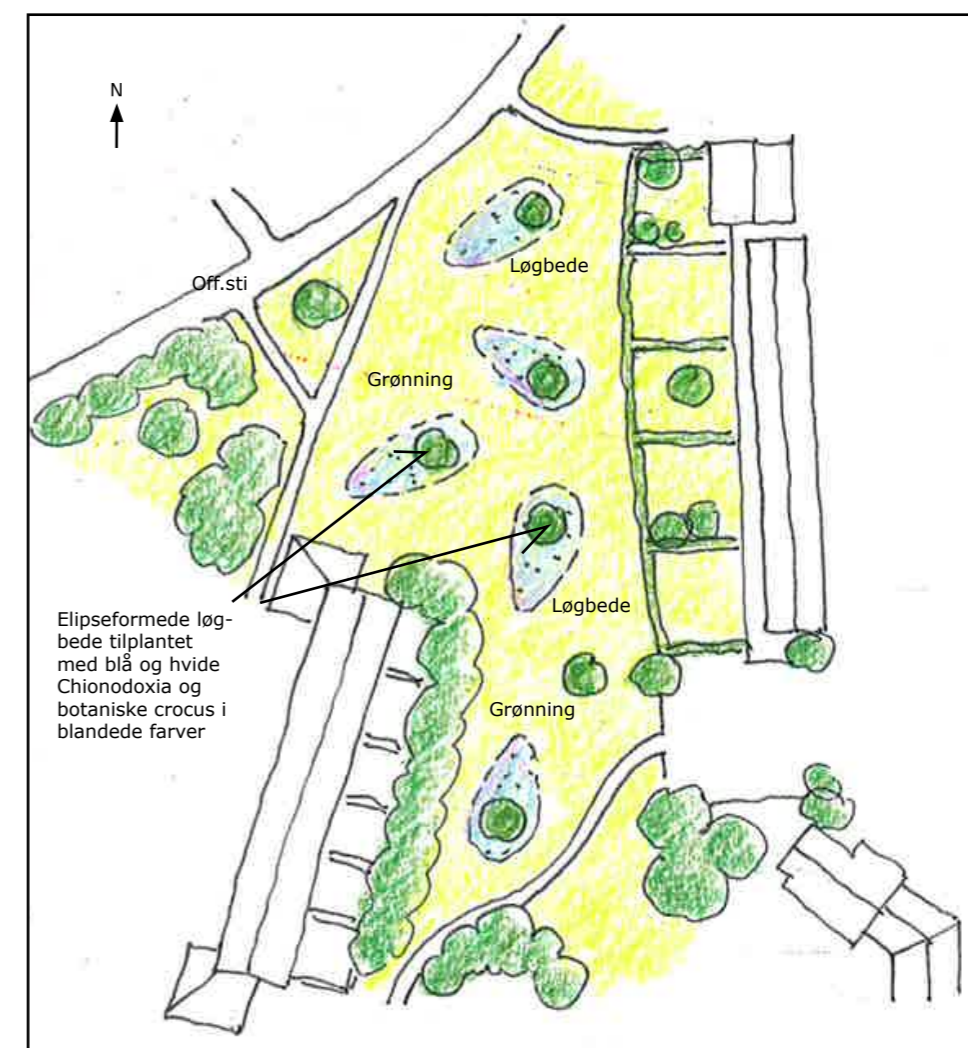 N
Løgbede
Off.sti
Grønning
Løgbede
Elipseformede løg-
bede tilplantet
med blå og hvide
Chionodoxia og
botaniske crocus i
blandede farver
Grønning